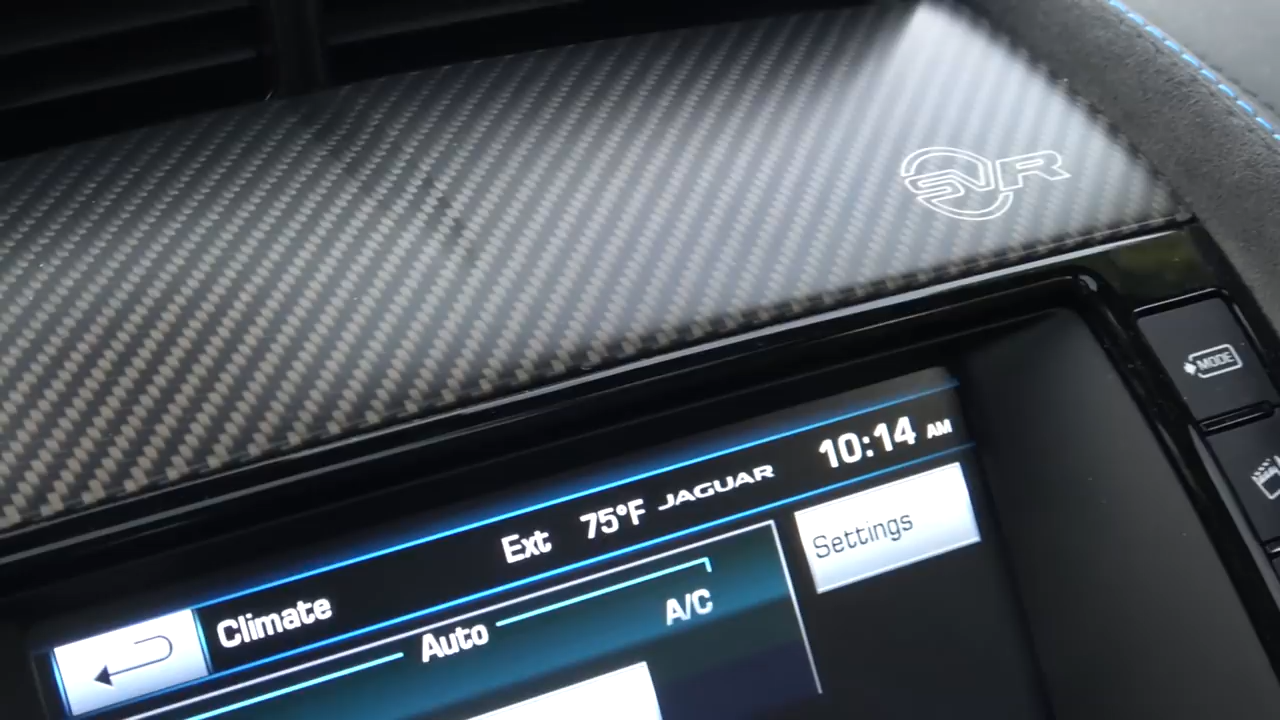 SVR
MODE
Ext 75°F JAGUAR 10:14 AM
Climate
Settings
Auto A/C